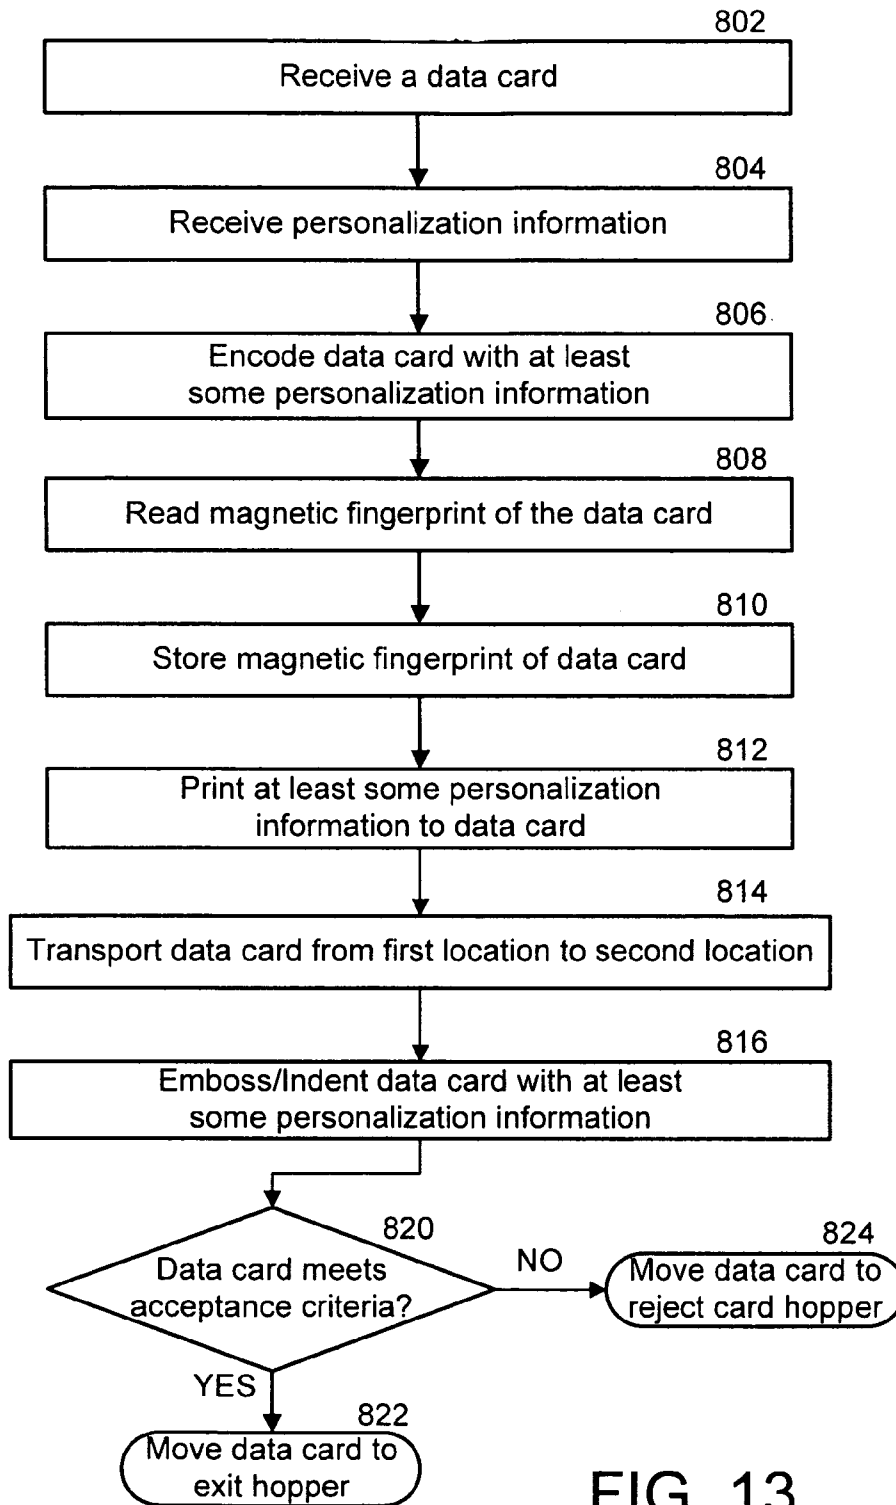 802
Receive a data card
804
Receive personalization information
806
Encode data card with at least
some personalization information
808
Read magnetic fingerprint of the data card
810
Store magnetic fingerprint of data card
812
Print at least some personalization
information to data card
814
Transport data card from first location to second location
816
Emboss/Indent data card with at least
some personalization information
820
Data card meets
acceptance criteria?
NO
824
Move data card to
reject card hopper
YES
822
Move data card to
exit hopper
FIG. 13